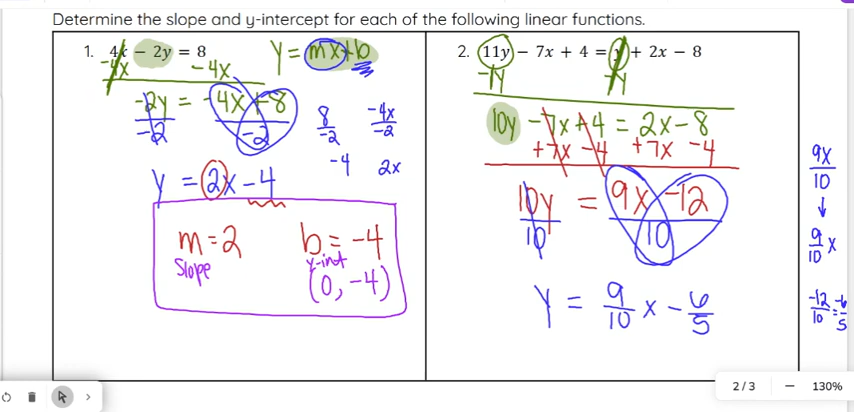 Determine the slope and y-intercept for each of the following linear functions.
1. 4x − 2y = 8
y = mx+b
-4x -4x
-2y = -4x+8
-2 -2
8/-2 -4x/-2
-4 2x
y = 2x-4
m=2 b=-4
Slope y-int
(0,-4)
2. 11y − 7x + 4 = y + 2x − 8
-1y -1y
10y -7x+4 = 2x-8
+7x -4 +7x -4
10y = 9x-12
10 10
y = 9/10 x - 6/5
9x/10
↓
9/10 x
-12/10 = -6/5
2 / 3 − 130%